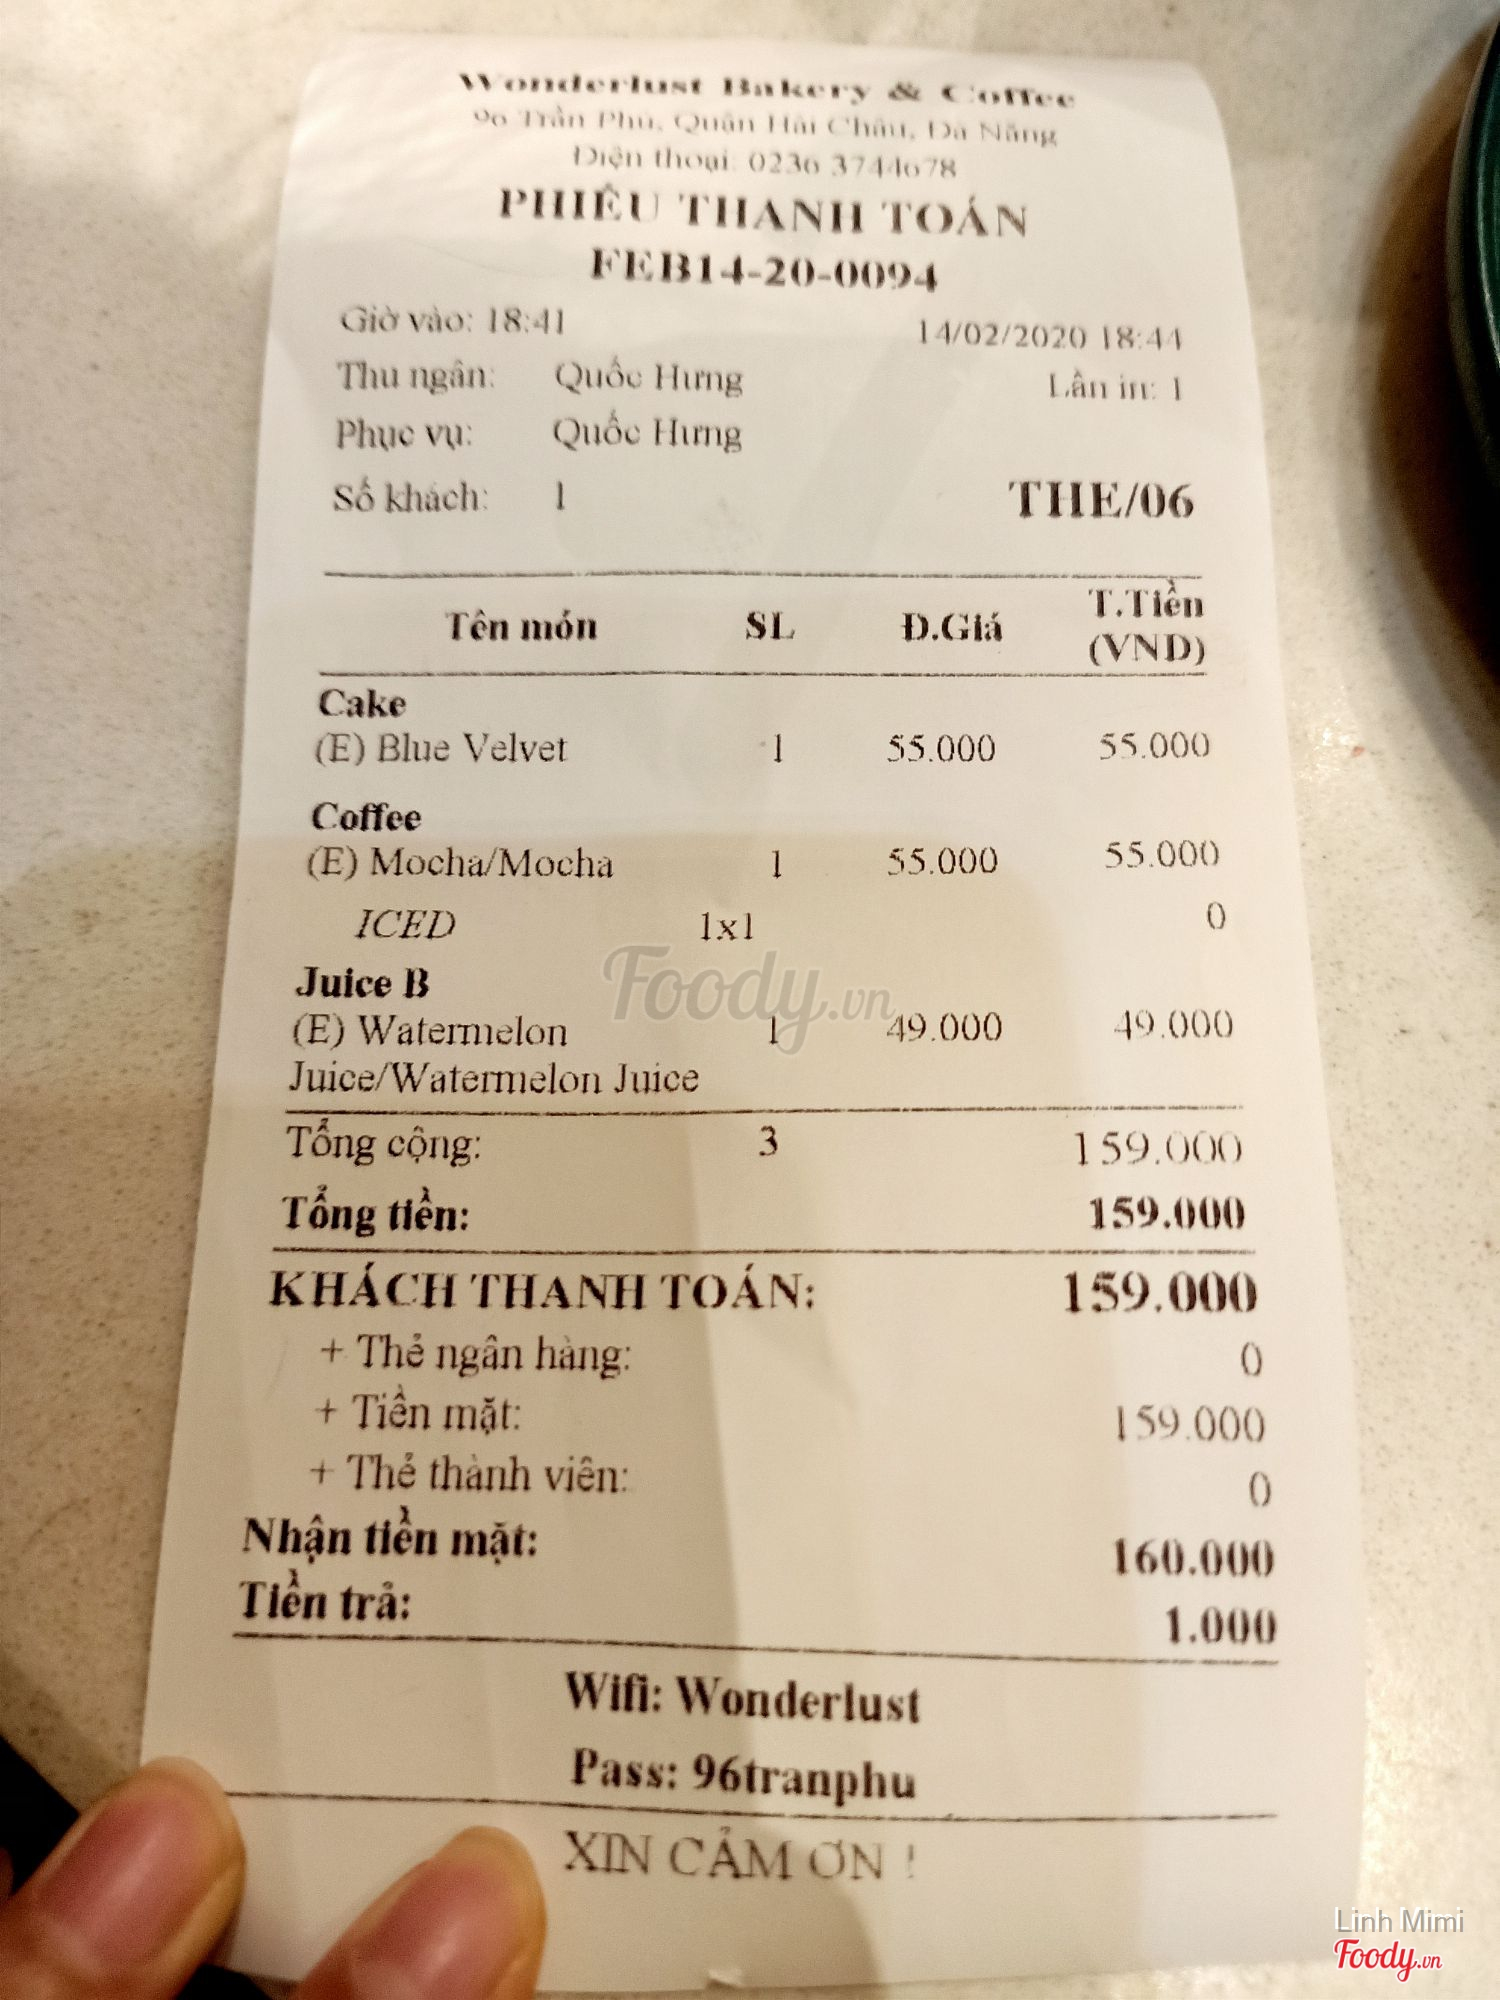 Wonderlust Bakery & Coffee
96 Trần Phú, Quận Hải Châu, Đà Nẵng
Điện thoại: 0236 3744678
PHIẾU THANH TOÁN
FEB14-20-0094
Giờ vào: 18:41 14/02/2020 18:44
Thu ngân: Quốc Hưng Lần in: 1
Phục vụ: Quốc Hưng
Số khách: 1 THE/06
Tên món SL Đ.Giá T.Tiền (VND)
Cake
(E) Blue Velvet 1 55.000 55.000
Coffee
(E) Mocha/Mocha 1 55.000 55.000
ICED 1x1 0
Juice B
(E) Watermelon 1 49.000 49.000
Juice/Watermelon Juice
Tổng cộng: 3 159.000
Tổng tiền: 159.000
KHÁCH THANH TOÁN: 159.000
+ Thẻ ngân hàng: 0
+ Tiền mặt: 159.000
+ Thẻ thành viên: 0
Nhận tiền mặt: 160.000
Tiền trả: 1.000
Wifi: Wonderlust
Pass: 96tranphu
XIN CẢM ƠN !
Foody.vn
Linh Mimi
Foody.vn